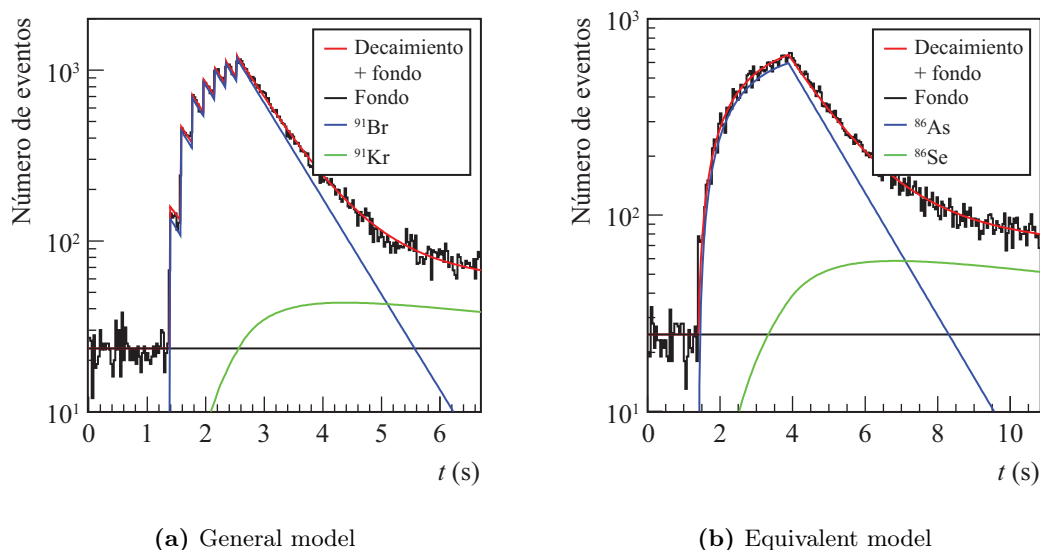 Número de eventos
10³
10²
10¹
0 1 2 3 4 5 6
t (s)
Decaimiento
+ fondo
Fondo
⁹¹Br
⁹¹Kr
(a) General model
Número de eventos
10³
10²
10¹
0 2 4 6 8 10
t (s)
Decaimiento
+ fondo
Fondo
⁸⁶As
⁸⁶Se
(b) Equivalent model